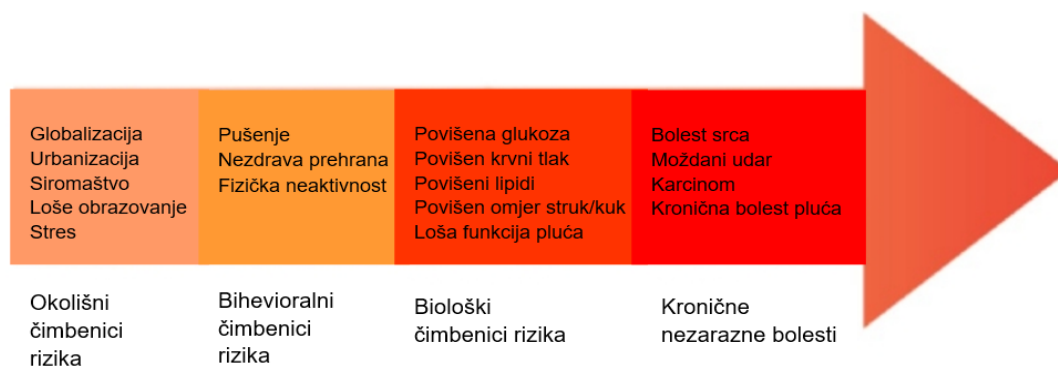 Globalizacija
Urbanizacija
Siromaštvo
Loše obrazovanje
Stres
Pušenje
Nezdrava prehrana
Fizička neaktivnost
Povišena glukoza
Povišen krvni tlak
Povišeni lipidi
Povišen omjer struk/kuk
Loša funkcija pluća
Bolest srca
Moždani udar
Karcinom
Kronična bolest pluća
Okolišni
čimbenici
rizika
Bihevioralni
čimbenici
rizika
Biološki
čimbenici rizika
Kronične
nezarazne bolesti